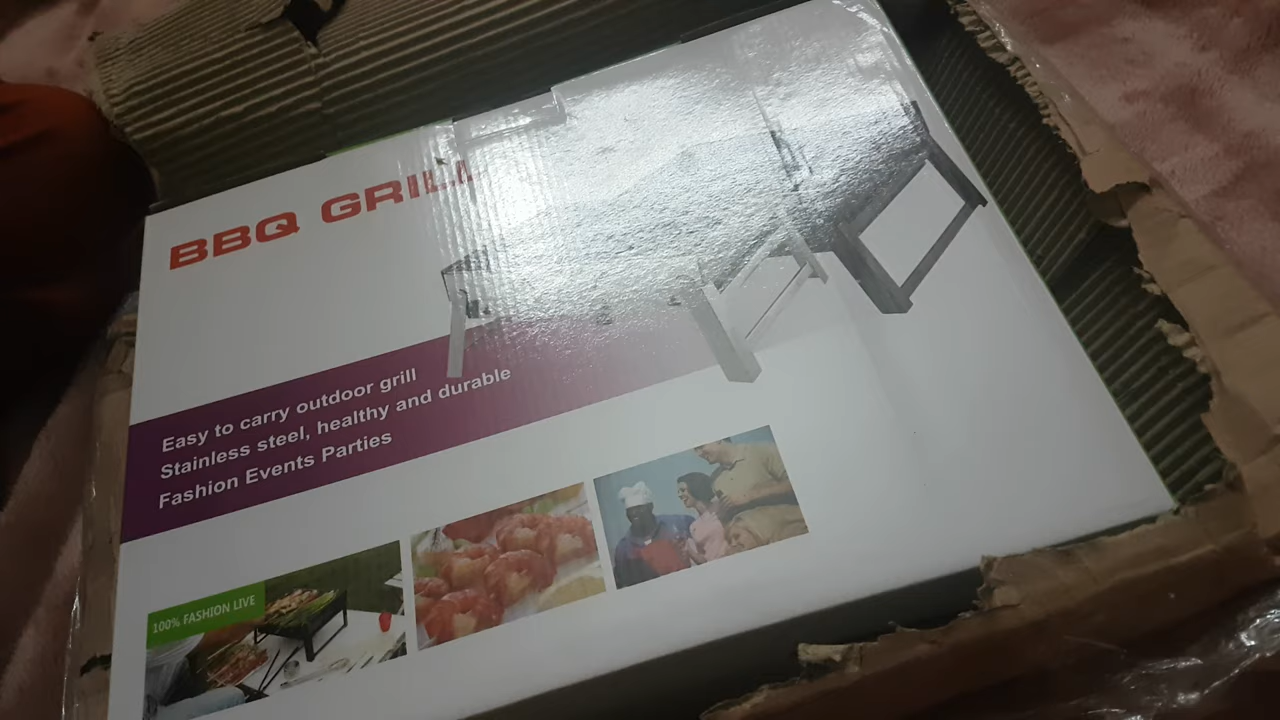 BBQ GRILL
Easy to carry outdoor grill
Stainless steel, healthy and durable
Fashion Events Parties
100% FASHION LIVE